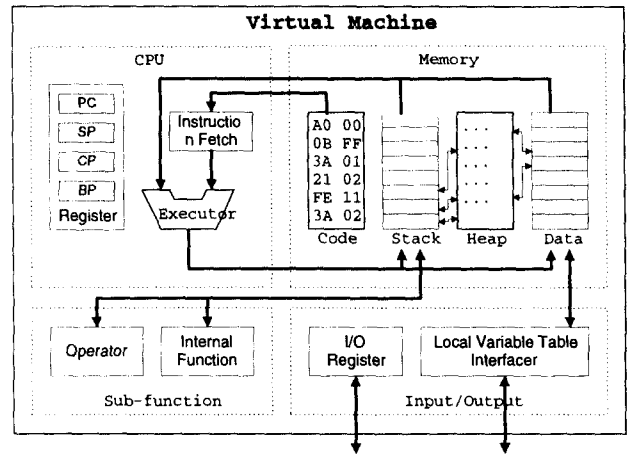 Virtual Machine
CPU
Memory
PC
SP
CP
BP
Register
Instructio
n Fetch
Executor
A0 00
0B FF
3A 01
21 02
FE 11
3A 02
Code
Stack
. . .
. . .
. . .
. . .
. . .
Heap
Data
Operator
Internal
Function
Sub-function
I/O
Register
Local Variable Table
Interfacer
Input/Output